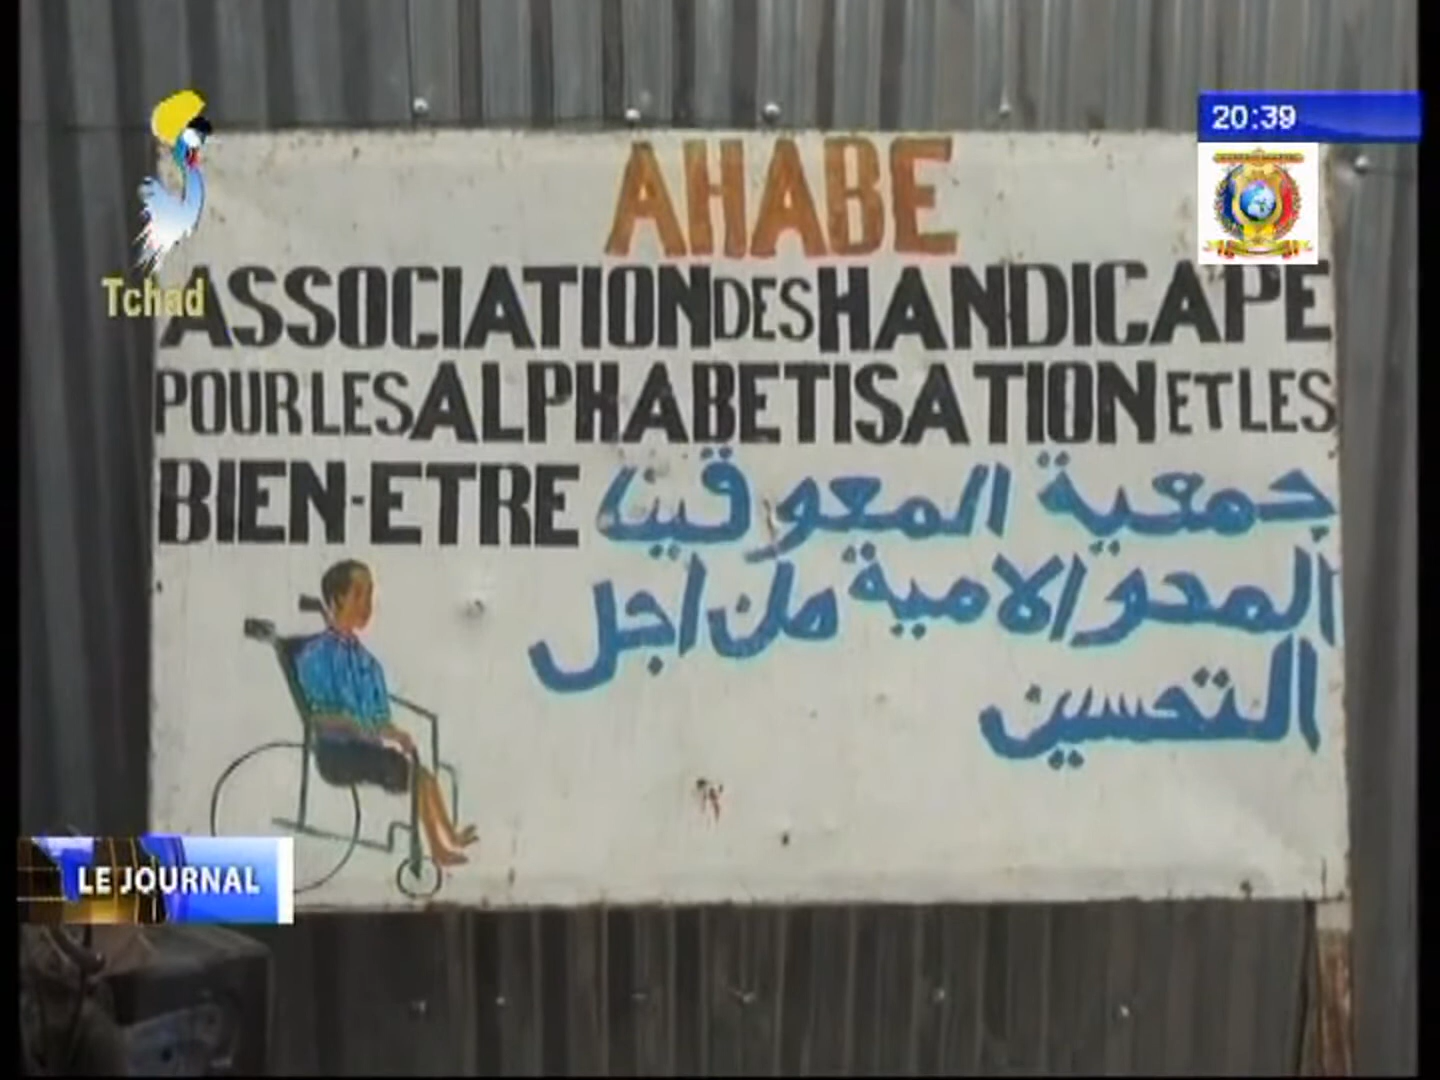 20:39
Tchad
AHABE
ASSOCIATION DES HANDICAPE
POUR LES ALPHABETISATION ET LES
BIEN-ETRE
جمعية المعوقين
المحو الامية من اجل
التحسين
LE JOURNAL